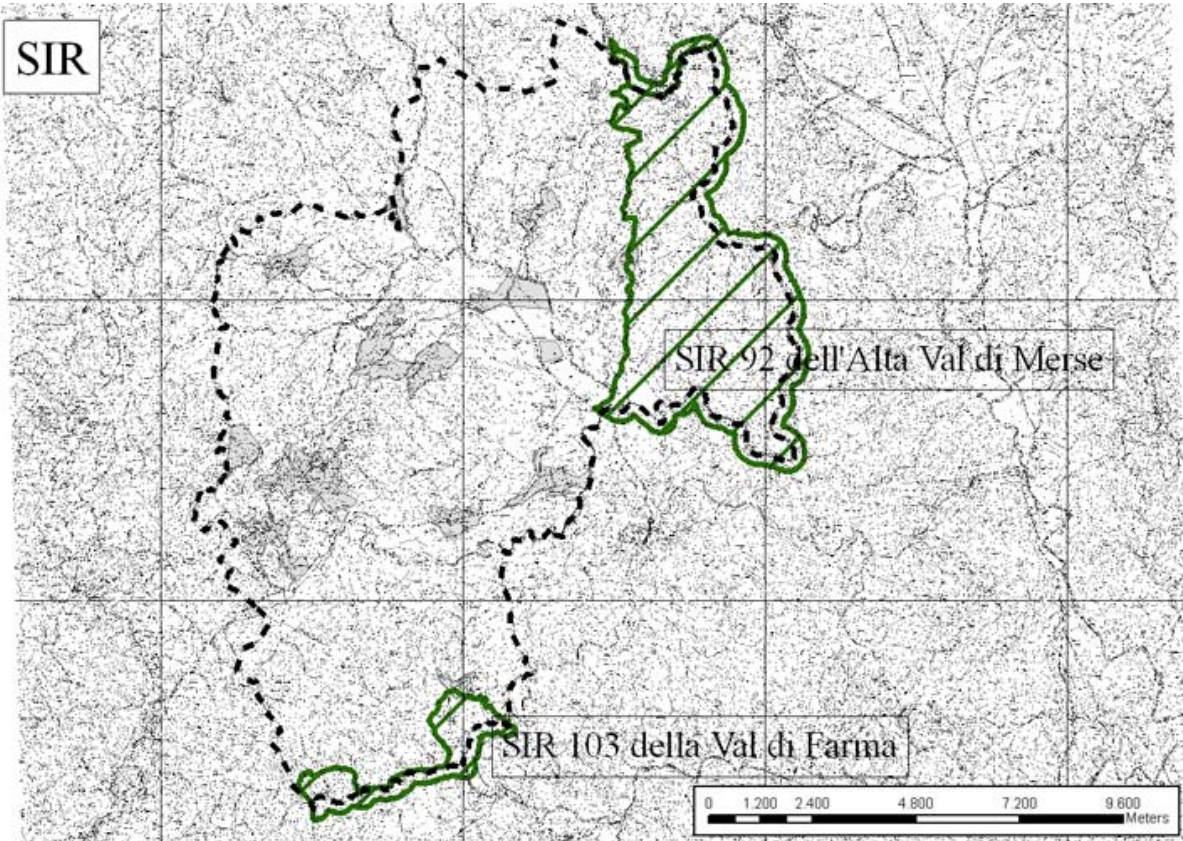 SIR
SIR 92 dell'Alta Val di Merse
SIR 103 della Val di Farma
0 1.200 2.400 4.800 7.200 9.600
Meters